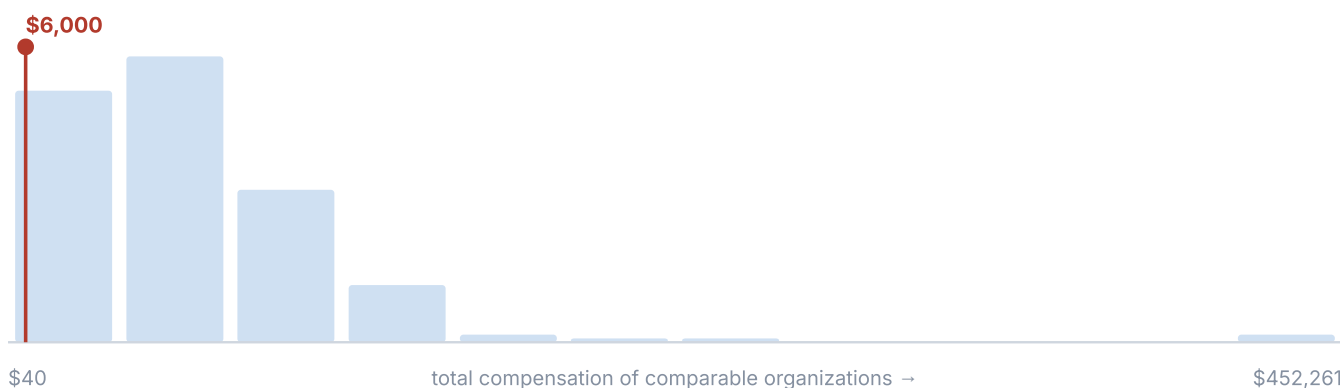 $6,000
$40 total compensation of comparable organizations → $452,261